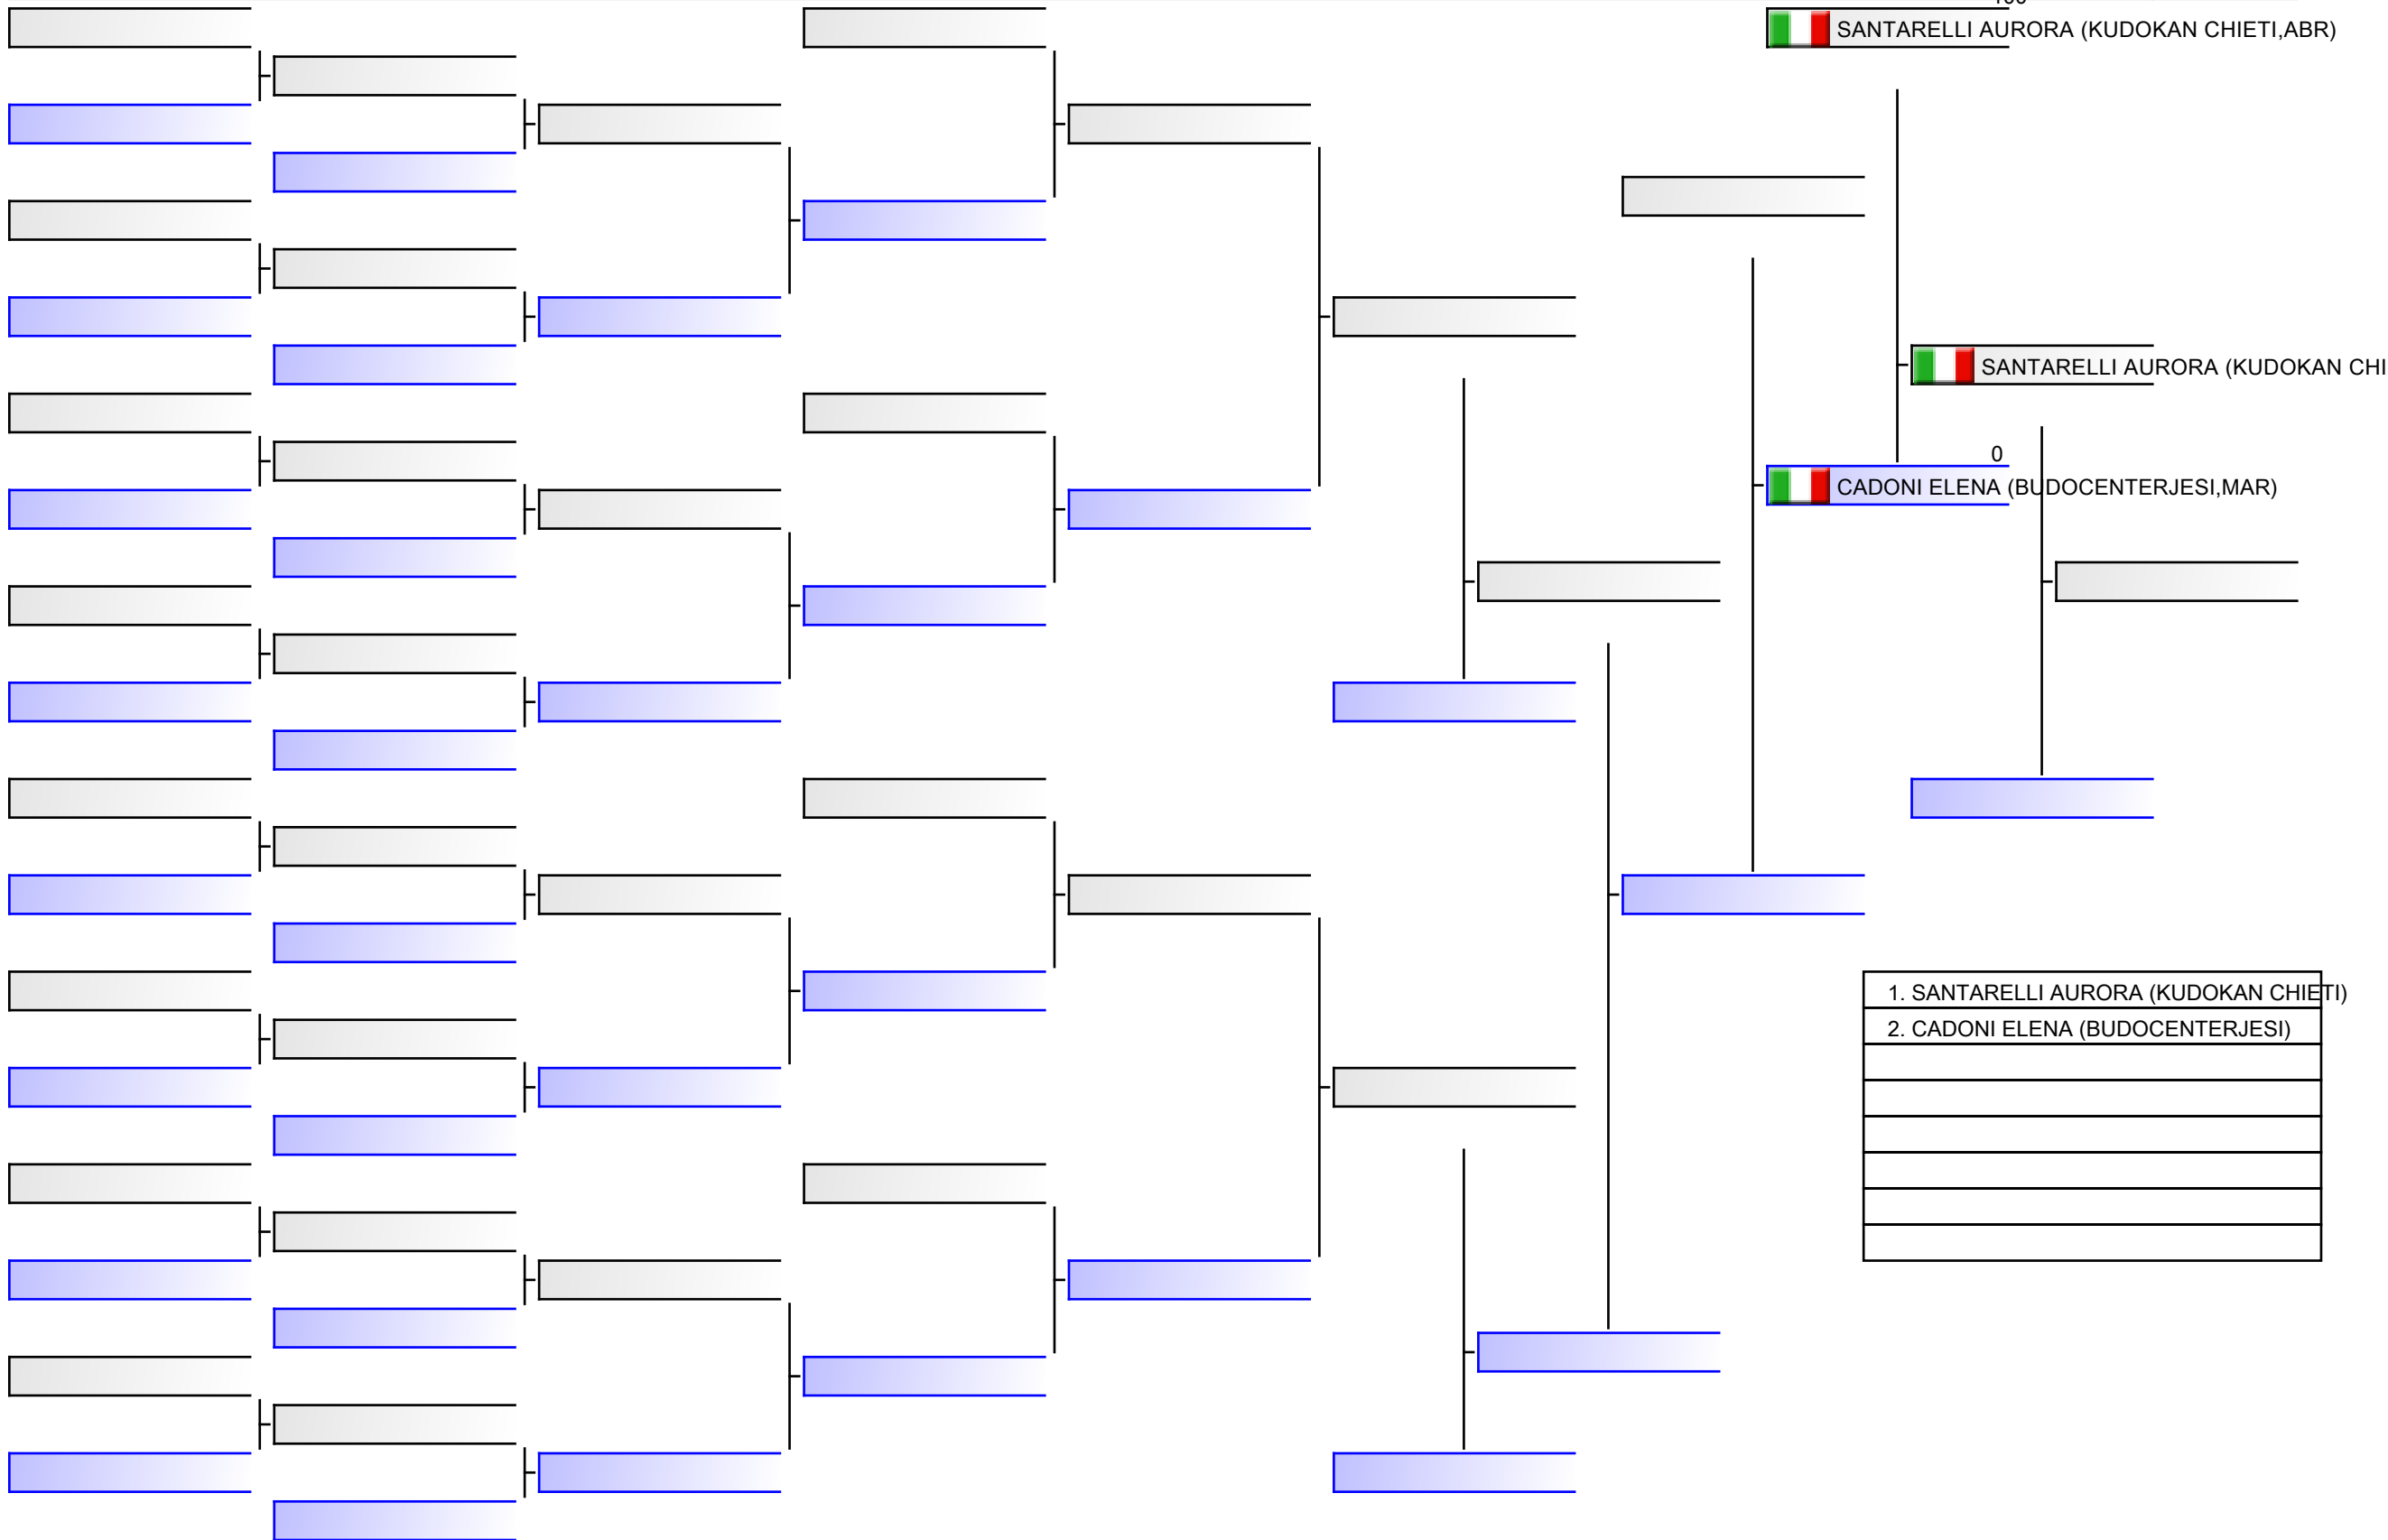 SANTARELLI AURORA (KUDOKAN CHIETI,ABR)
SANTARELLI AURORA (KUDOKAN CHI
0
CADONI ELENA (BUDOCENTERJESI,MAR)
1. SANTARELLI AURORA (KUDOKAN CHIETI)
2. CADONI ELENA (BUDOCENTERJESI)